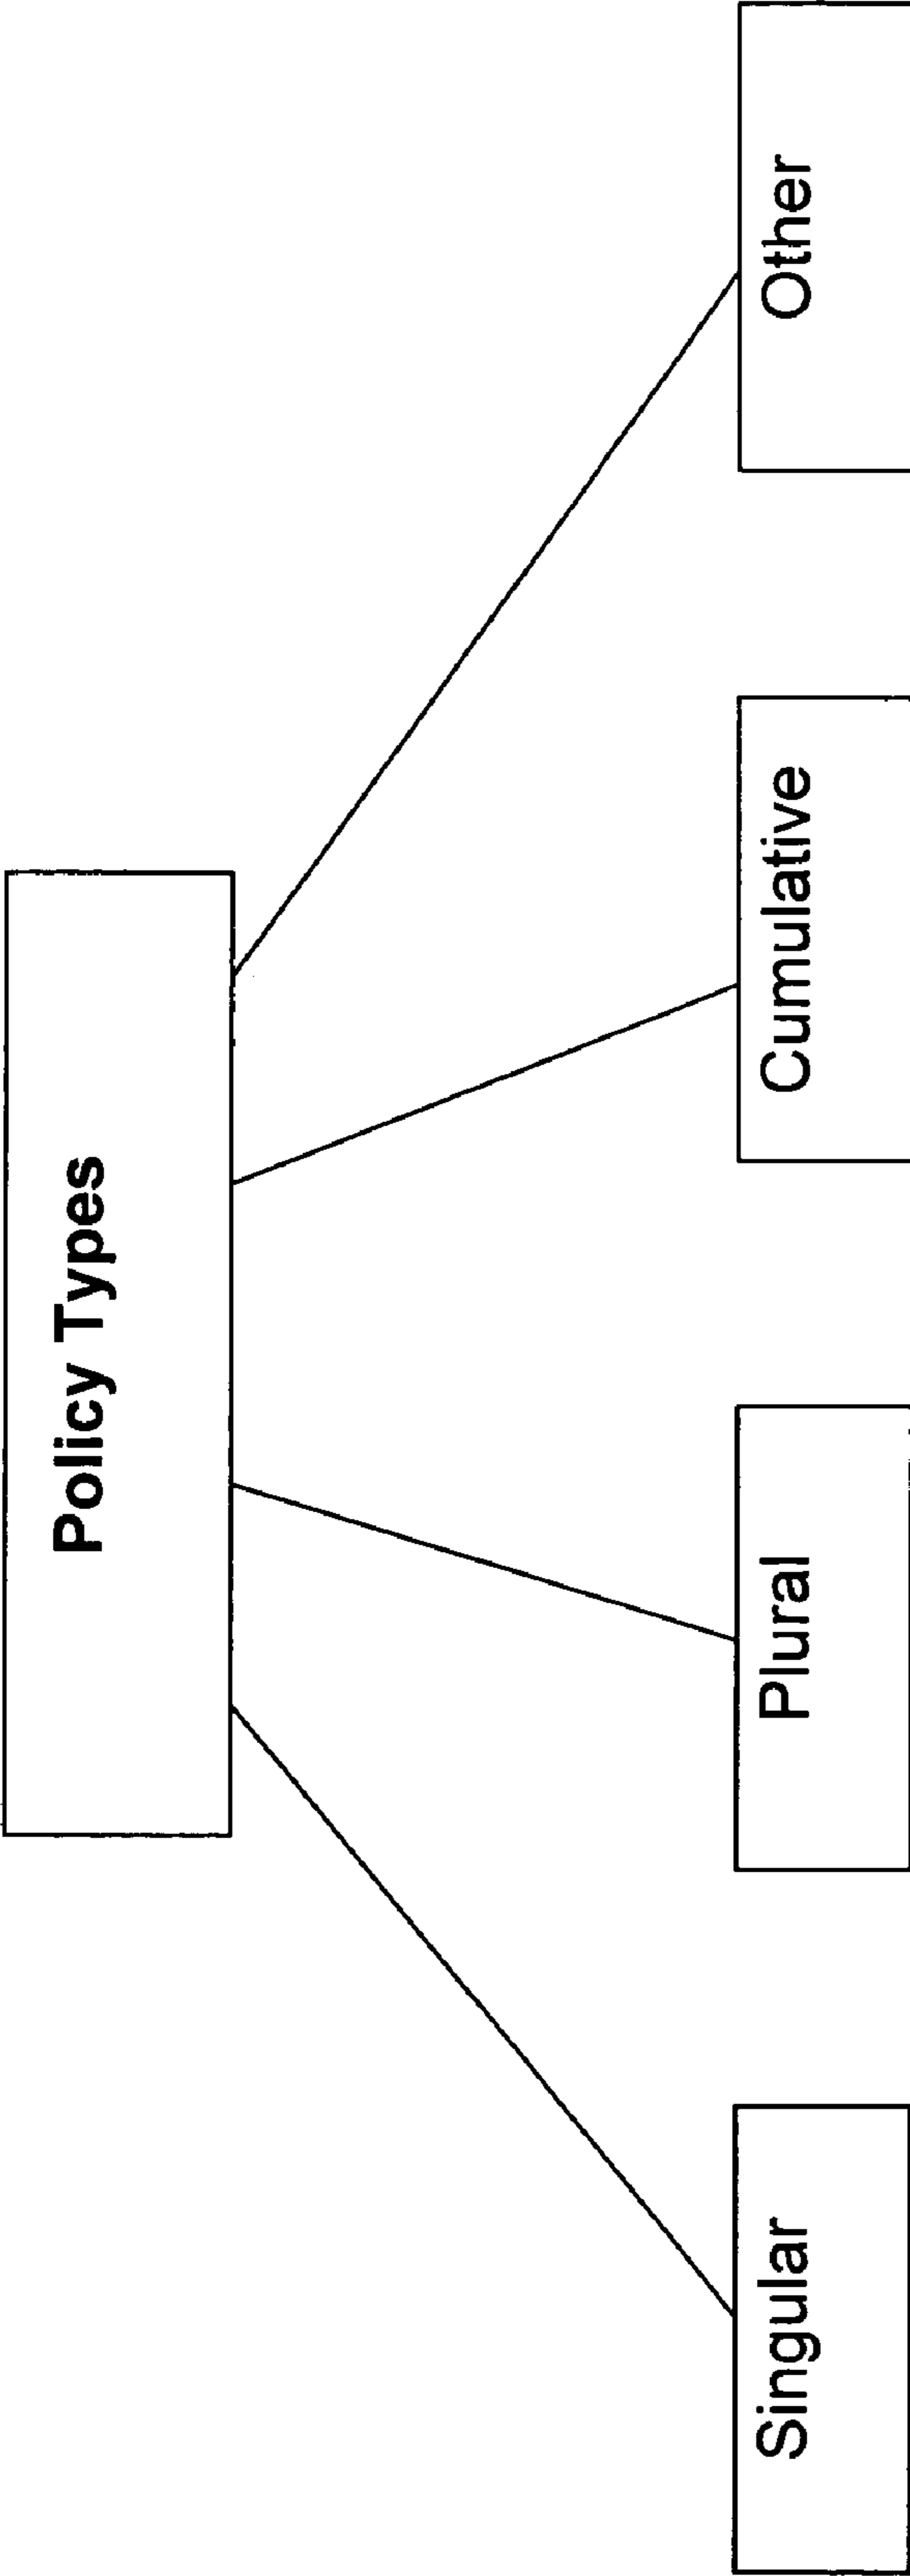 Policy Types
Singular
Plural
Cumulative
Other